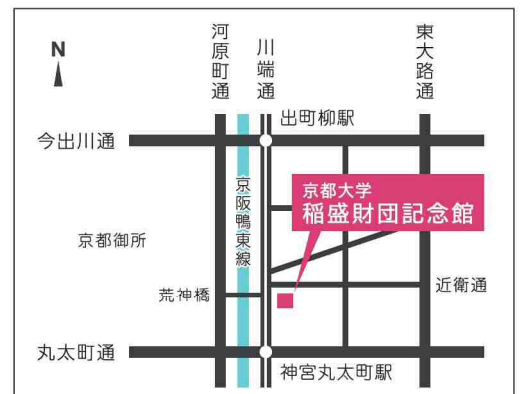 N
河原町通
川端通
東大路通
出町柳駅
今出川通
京都大学
稲盛財団記念館
京阪鴨東線
京都御所
近衛通
荒神橋
丸太町通
神宮丸太町駅